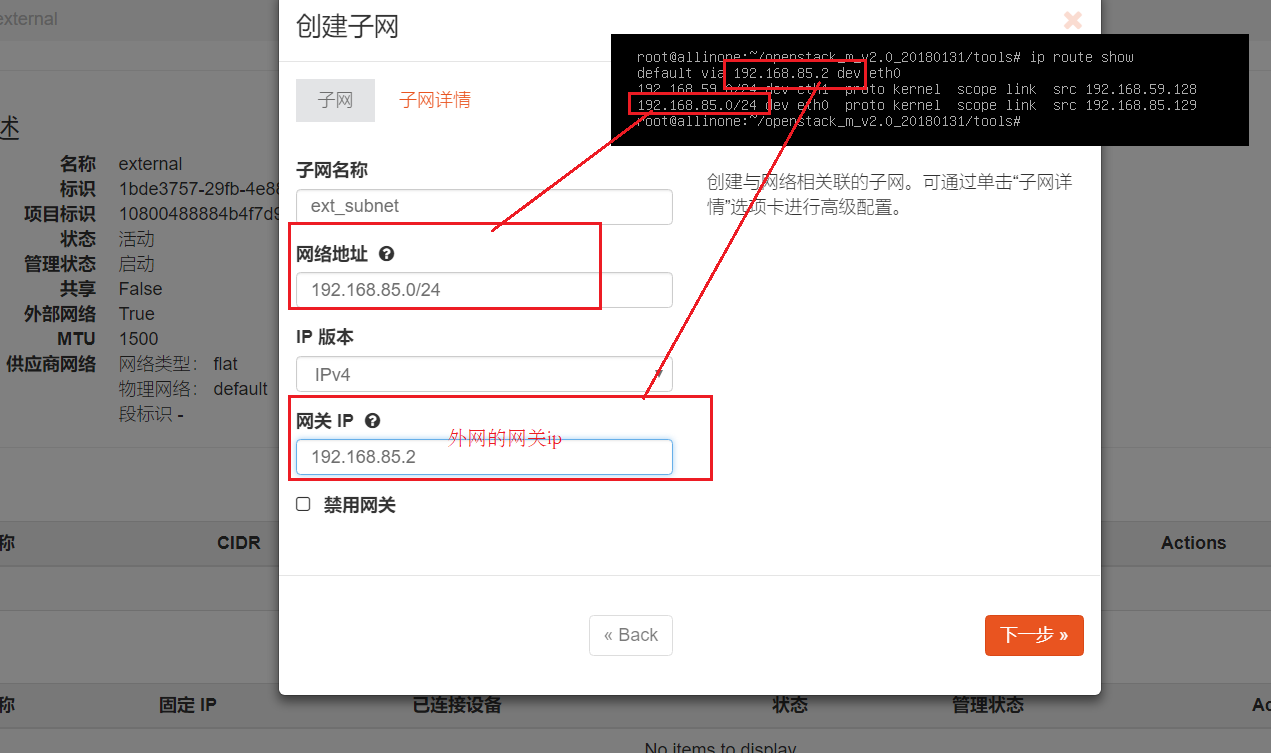 external
创建子网
子网
子网详情
root@allinone:~/openstack_m_v2.0_20180131/tools# ip route show
default via 192.168.85.2 dev eth0
192.168.59.0/24 dev eth1 proto kernel scope link src 192.168.59.128
192.168.85.0/24 dev eth0 proto kernel scope link src 192.168.85.129
root@allinone:~/openstack_m_v2.0_20180131/tools#
述
名称 external
标识 1bde3757-29fb-4e88
项目标识 10800488884b4f7d9
状态 活动
管理状态 启动
共享 False
外部网络 True
MTU 1500
供应商网络 网络类型： flat
物理网络： default
段标识 -
子网名称
ext_subnet
网络地址
192.168.85.0/24
IP 版本
IPv4
网关 IP
外网的网关ip
192.168.85.2
禁用网关
创建与网络相关联的子网。可通过单击“子网详
情”选项卡进行高级配置。
称 CIDR Actions
« Back
下一步 »
称 固定 IP 已连接设备 状态 管理状态 Ac
No items to display